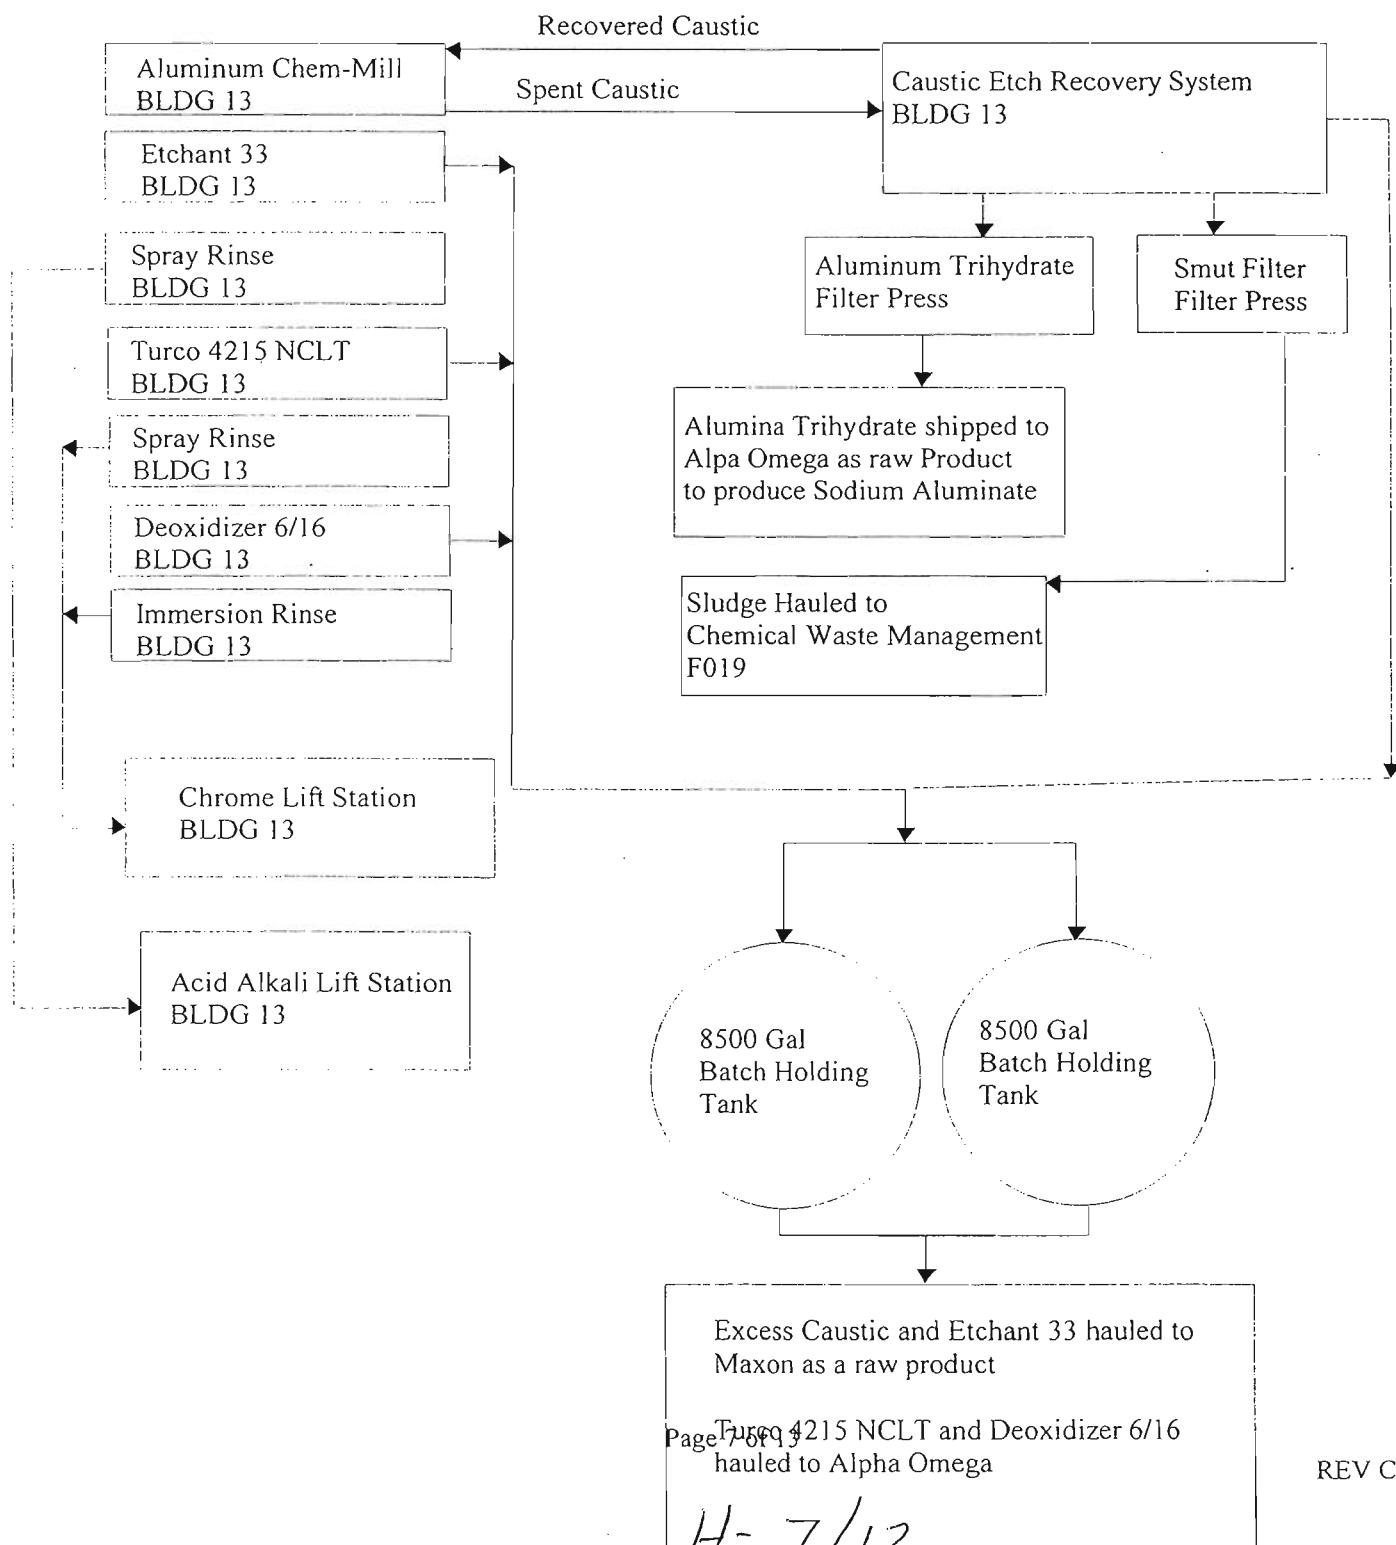 Recovered Caustic
Aluminum Chem-Mill
BLDG 13
Spent Caustic
Caustic Etch Recovery System
BLDG 13
Etchant 33
BLDG 13
Spray Rinse
BLDG 13
Aluminum Trihydrate
Filter Press
Smut Filter
Filter Press
Turco 4215 NCLT
BLDG 13
Spray Rinse
BLDG 13
Alumina Trihydrate shipped to
Alpa Omega as raw Product
to produce Sodium Aluminate
Deoxidizer 6/16
BLDG 13
Immersion Rinse
BLDG 13
Sludge Hauled to
Chemical Waste Management
F019
Chrome Lift Station
BLDG 13
Acid Alkali Lift Station
BLDG 13
8500 Gal
Batch Holding
Tank
8500 Gal
Batch Holding
Tank
Excess Caustic and Etchant 33 hauled to
Maxon as a raw product
Turco 4215 NCLT and Deoxidizer 6/16
hauled to Alpha Omega
Page 7 of 13
REV C